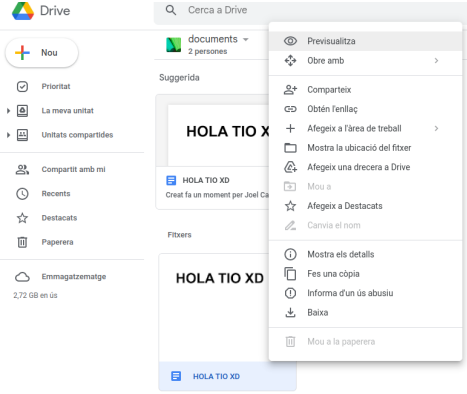 Drive
Cerca a Drive
Nou
documents
2 persones
Prioritat
La meva unitat
Unitats compartides
Compartit amb mi
Recents
Destacats
Paperera
Emmagatzematge
2,72 GB en ús
Suggerida
HOLA TIO X
HOLA TIO XD
Creat fa un moment per Joel Ca
Fitxers
HOLA TIO XD
HOLA TIO XD
Previsualitza
Obre amb
Comparteix
Obtén l'enllaç
Afegeix a l'àrea de treball
Mostra la ubicació del fitxer
Afegeix una drecera a Drive
Mou a
Afegeix a Destacats
Canvia el nom
Mostra els detalls
Fes una còpia
Informa d'un ús abusiu
Baixa
Mou a la paperera